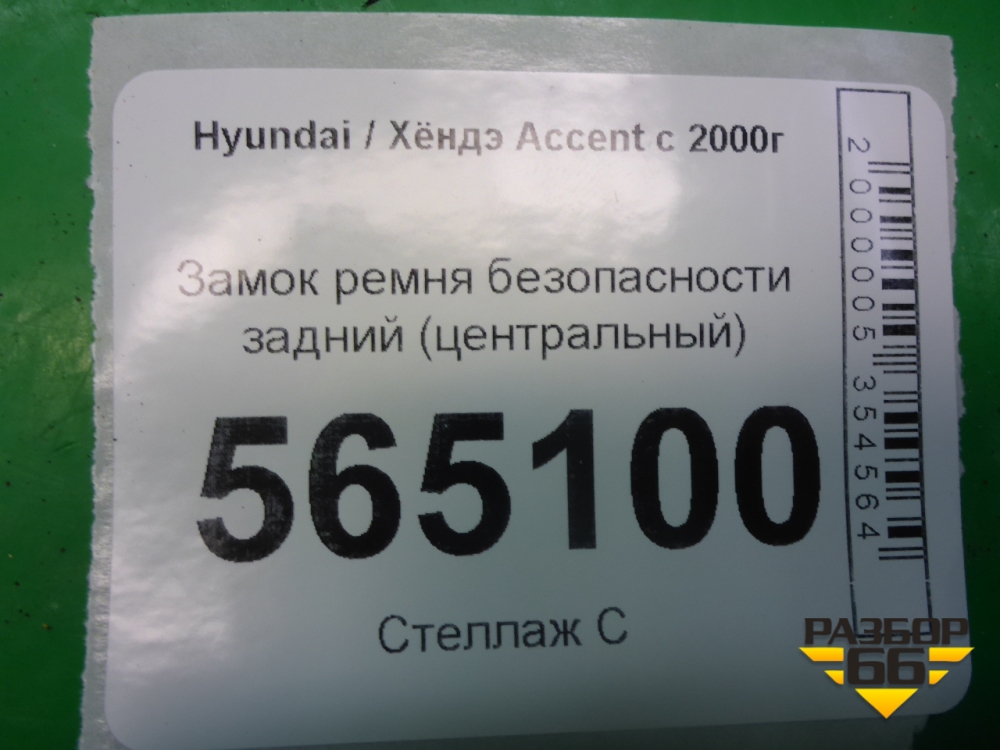 Hyundai / Хёндэ Accent с 2000г
Замок ремня безопасности
задний (центральный)
565100
Стеллаж С
2000005354564
РАЗБОР
66